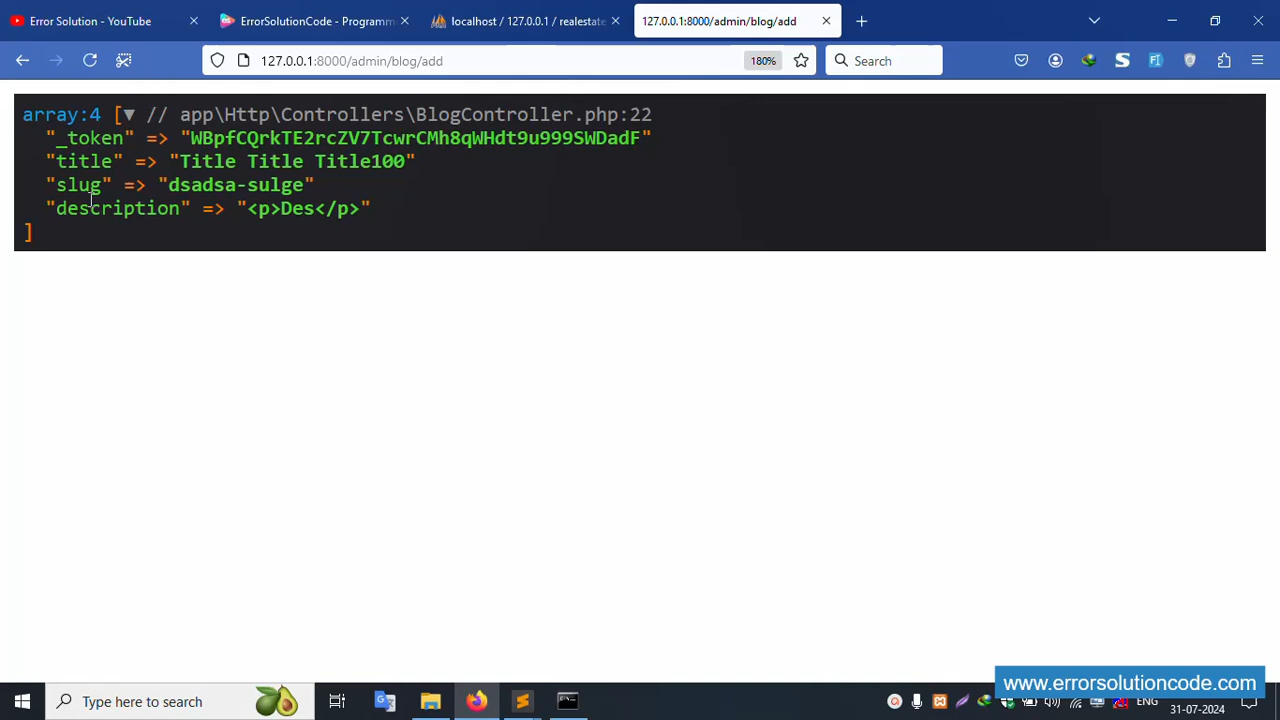 Error Solution - YouTube
ErrorSolutionCode - Programm
localhost / 127.0.0.1 / realestate
127.0.0.1:8000/admin/blog/add
127.0.0.1:8000/admin/blog/add
180%
Search
array:4 [▼ // app\Http\Controllers\BlogController.php:22
"_token" => "WBpfCQrkTE2rcZV7TcwrCMh8qWHdt9u999SWDadF"
"title" => "Title Title Title100"
"slug" => "dsadsa-sulge"
"description" => "<p>Des</p>"
]
www.errorsolutioncode.com
Type here to search
ENG
31-07-2024